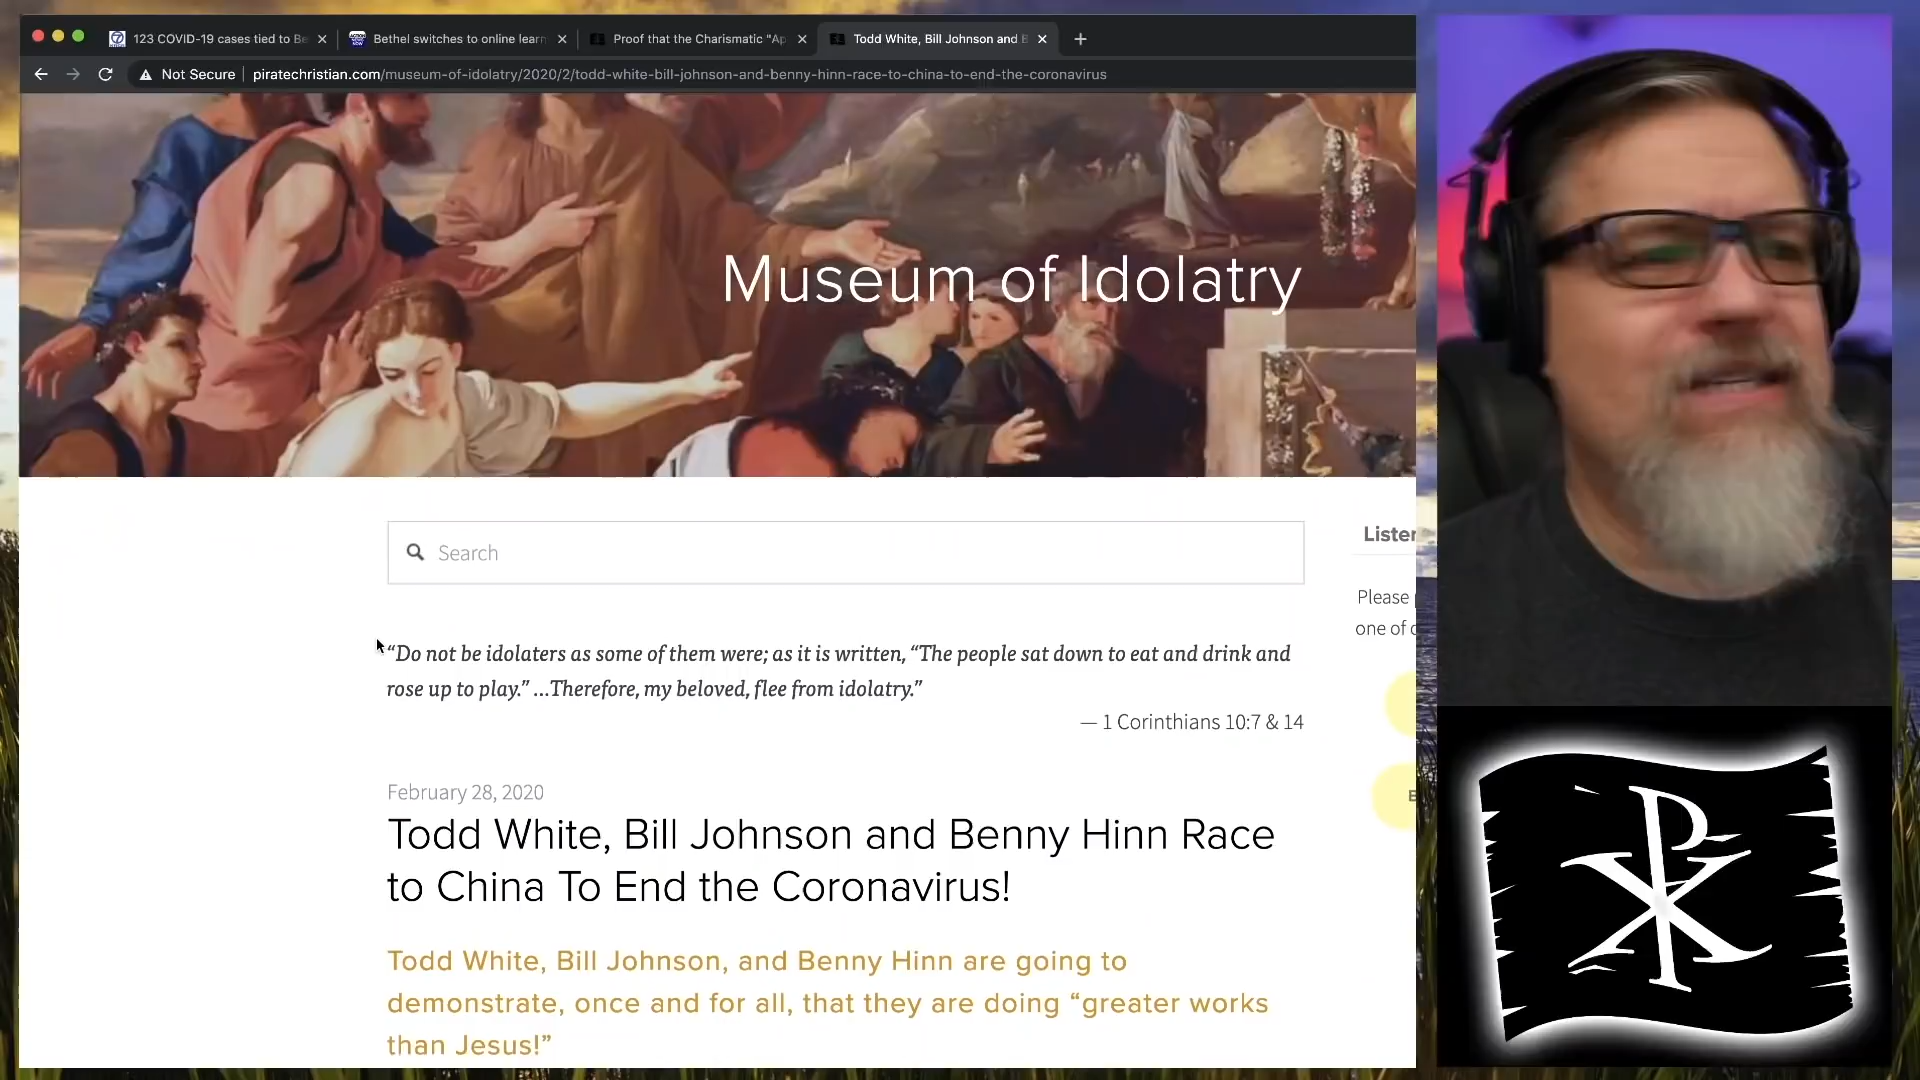 123 COVID-19 cases tied to Be
Bethel switches to online learn
Proof that the Charismatic "Ap
Todd White, Bill Johnson and B
Not Secure | piratechristian.com/museum-of-idolatry/2020/2/todd-white-bill-johnson-and-benny-hinn-race-to-china-to-end-the-coronavirus
Museum of Idolatry
Search
“Do not be idolaters as some of them were; as it is written, “The people sat down to eat and drink and
rose up to play.” …Therefore, my beloved, flee from idolatry.”
— 1 Corinthians 10:7 & 14
February 28, 2020
Todd White, Bill Johnson and Benny Hinn Race
to China To End the Coronavirus!
Todd White, Bill Johnson, and Benny Hinn are going to
demonstrate, once and for all, that they are doing “greater works
than Jesus!”
Listen
Please
one of